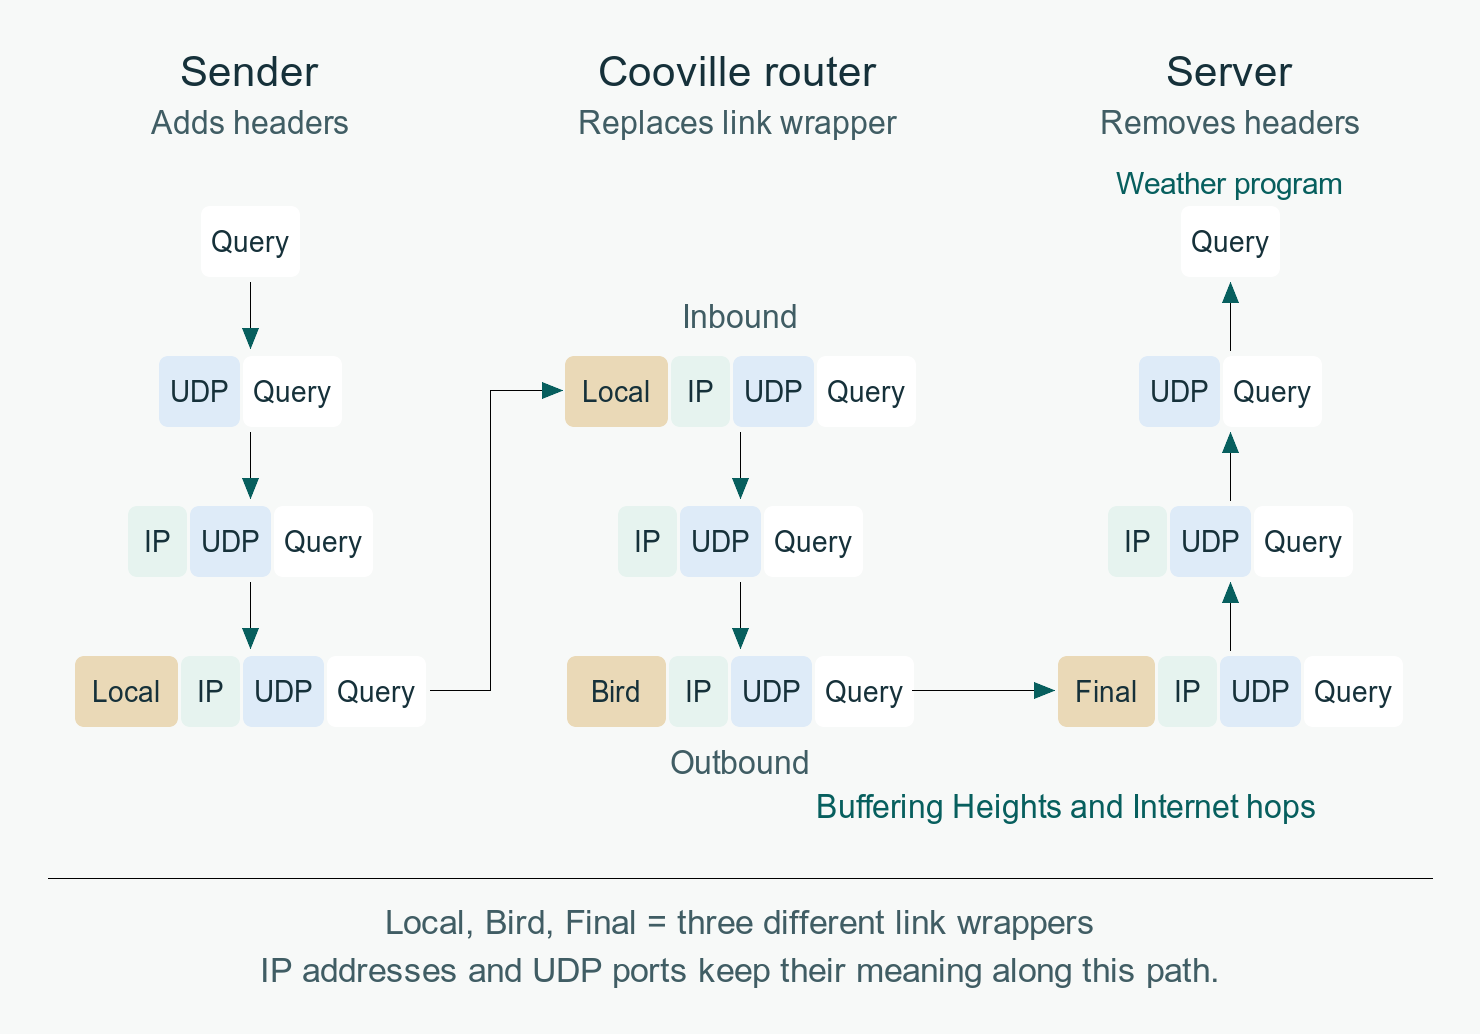 Sender
Adds headers
Query
UDP Query
IP UDP Query
Local IP UDP Query
Cooville router
Replaces link wrapper
Inbound
Local IP UDP Query
IP UDP Query
Bird IP UDP Query
Outbound
Server
Removes headers
Weather program
Query
UDP Query
IP UDP Query
Final IP UDP Query
Buffering Heights and Internet hops
Local, Bird, Final = three different link wrappers
IP addresses and UDP ports keep their meaning along this path.